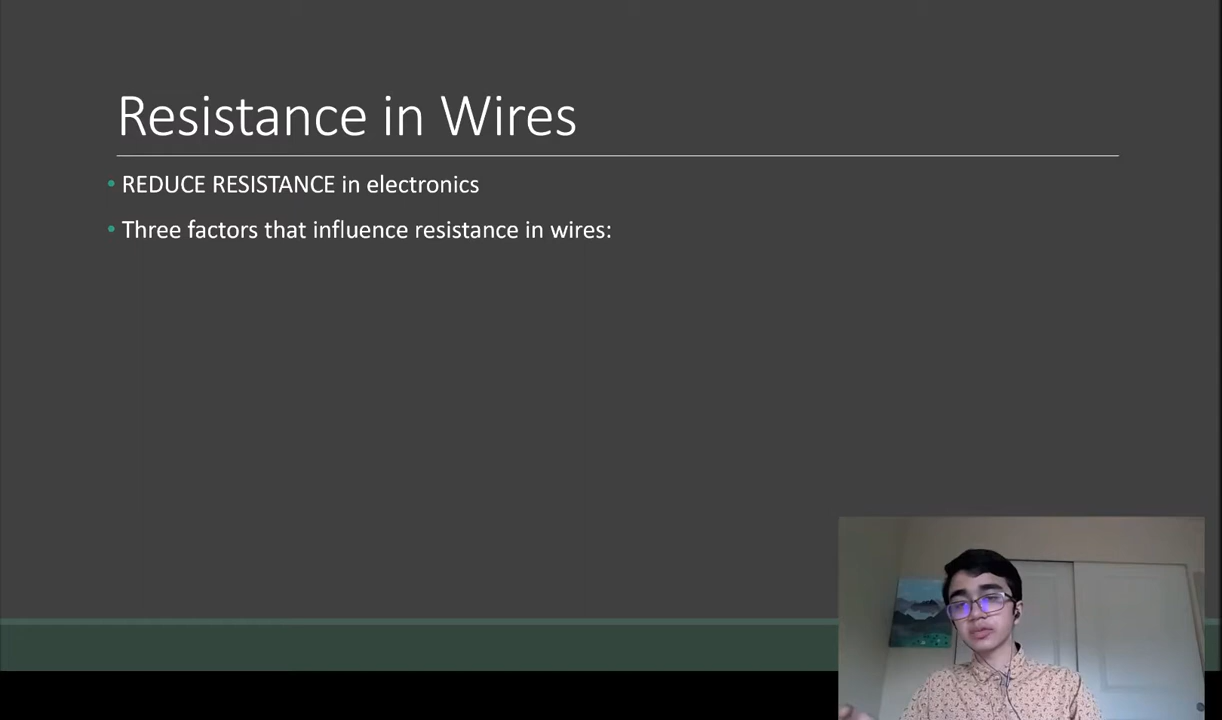 Resistance in Wires
• REDUCE RESISTANCE in electronics
• Three factors that influence resistance in wires: